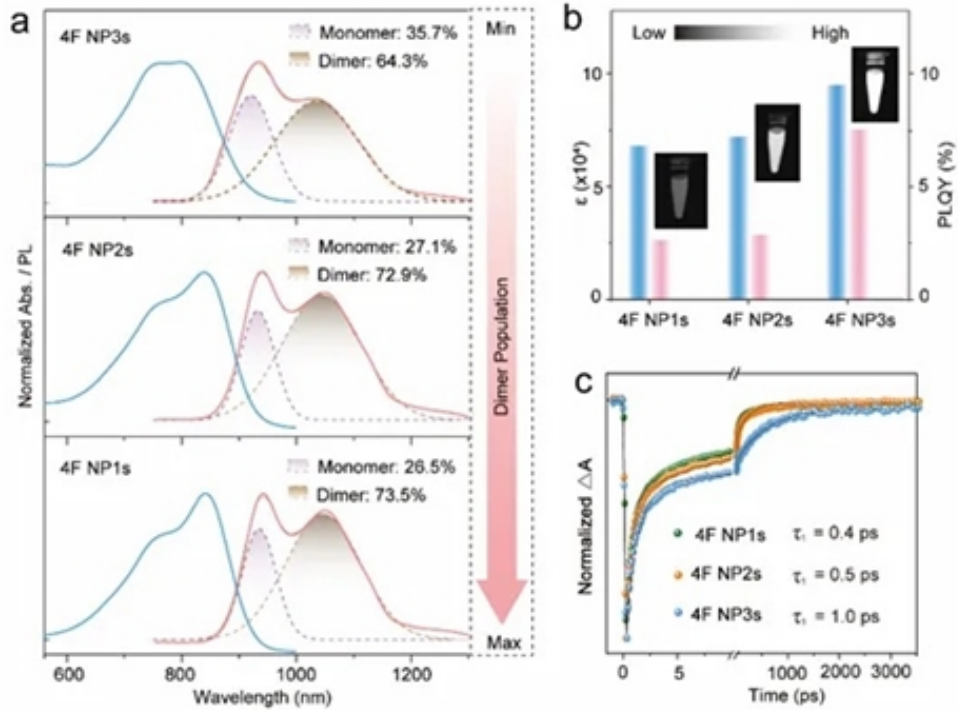 a
4F NP3s
Monomer: 35.7%
Dimer: 64.3%
4F NP2s
Monomer: 27.1%
Dimer: 72.9%
4F NP1s
Monomer: 26.5%
Dimer: 73.5%
Normalized Abs. / PL
600 800 1000 1200
Wavelength (nm)
Min
Dimer Population
Max
b
Low High
10
5
0
ε (x10⁴)
10
5
0
PLQY (%)
4F NP1s 4F NP2s 4F NP3s
c
Normalized △A
4F NP1s τ₁ = 0.4 ps
4F NP2s τ₁ = 0.5 ps
4F NP3s τ₁ = 1.0 ps
0 5 1000 2000 3000
Time (ps)